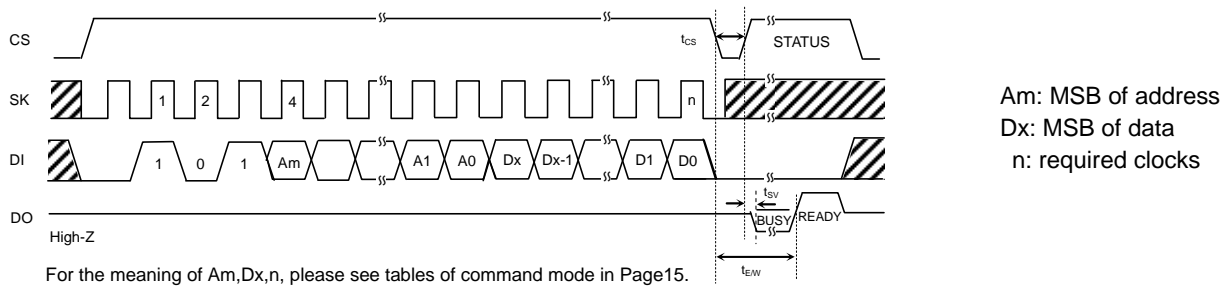 CS
tCS
STATUS
SK
1 2 4 n
DI
1 0 1 Am A1 A0 Dx Dx-1 D1 D0
tSV
DO
BUSY READY
High-Z
tE/W
For the meaning of Am,Dx,n, please see tables of command mode in Page15.
Am: MSB of address
Dx: MSB of data
n: required clocks